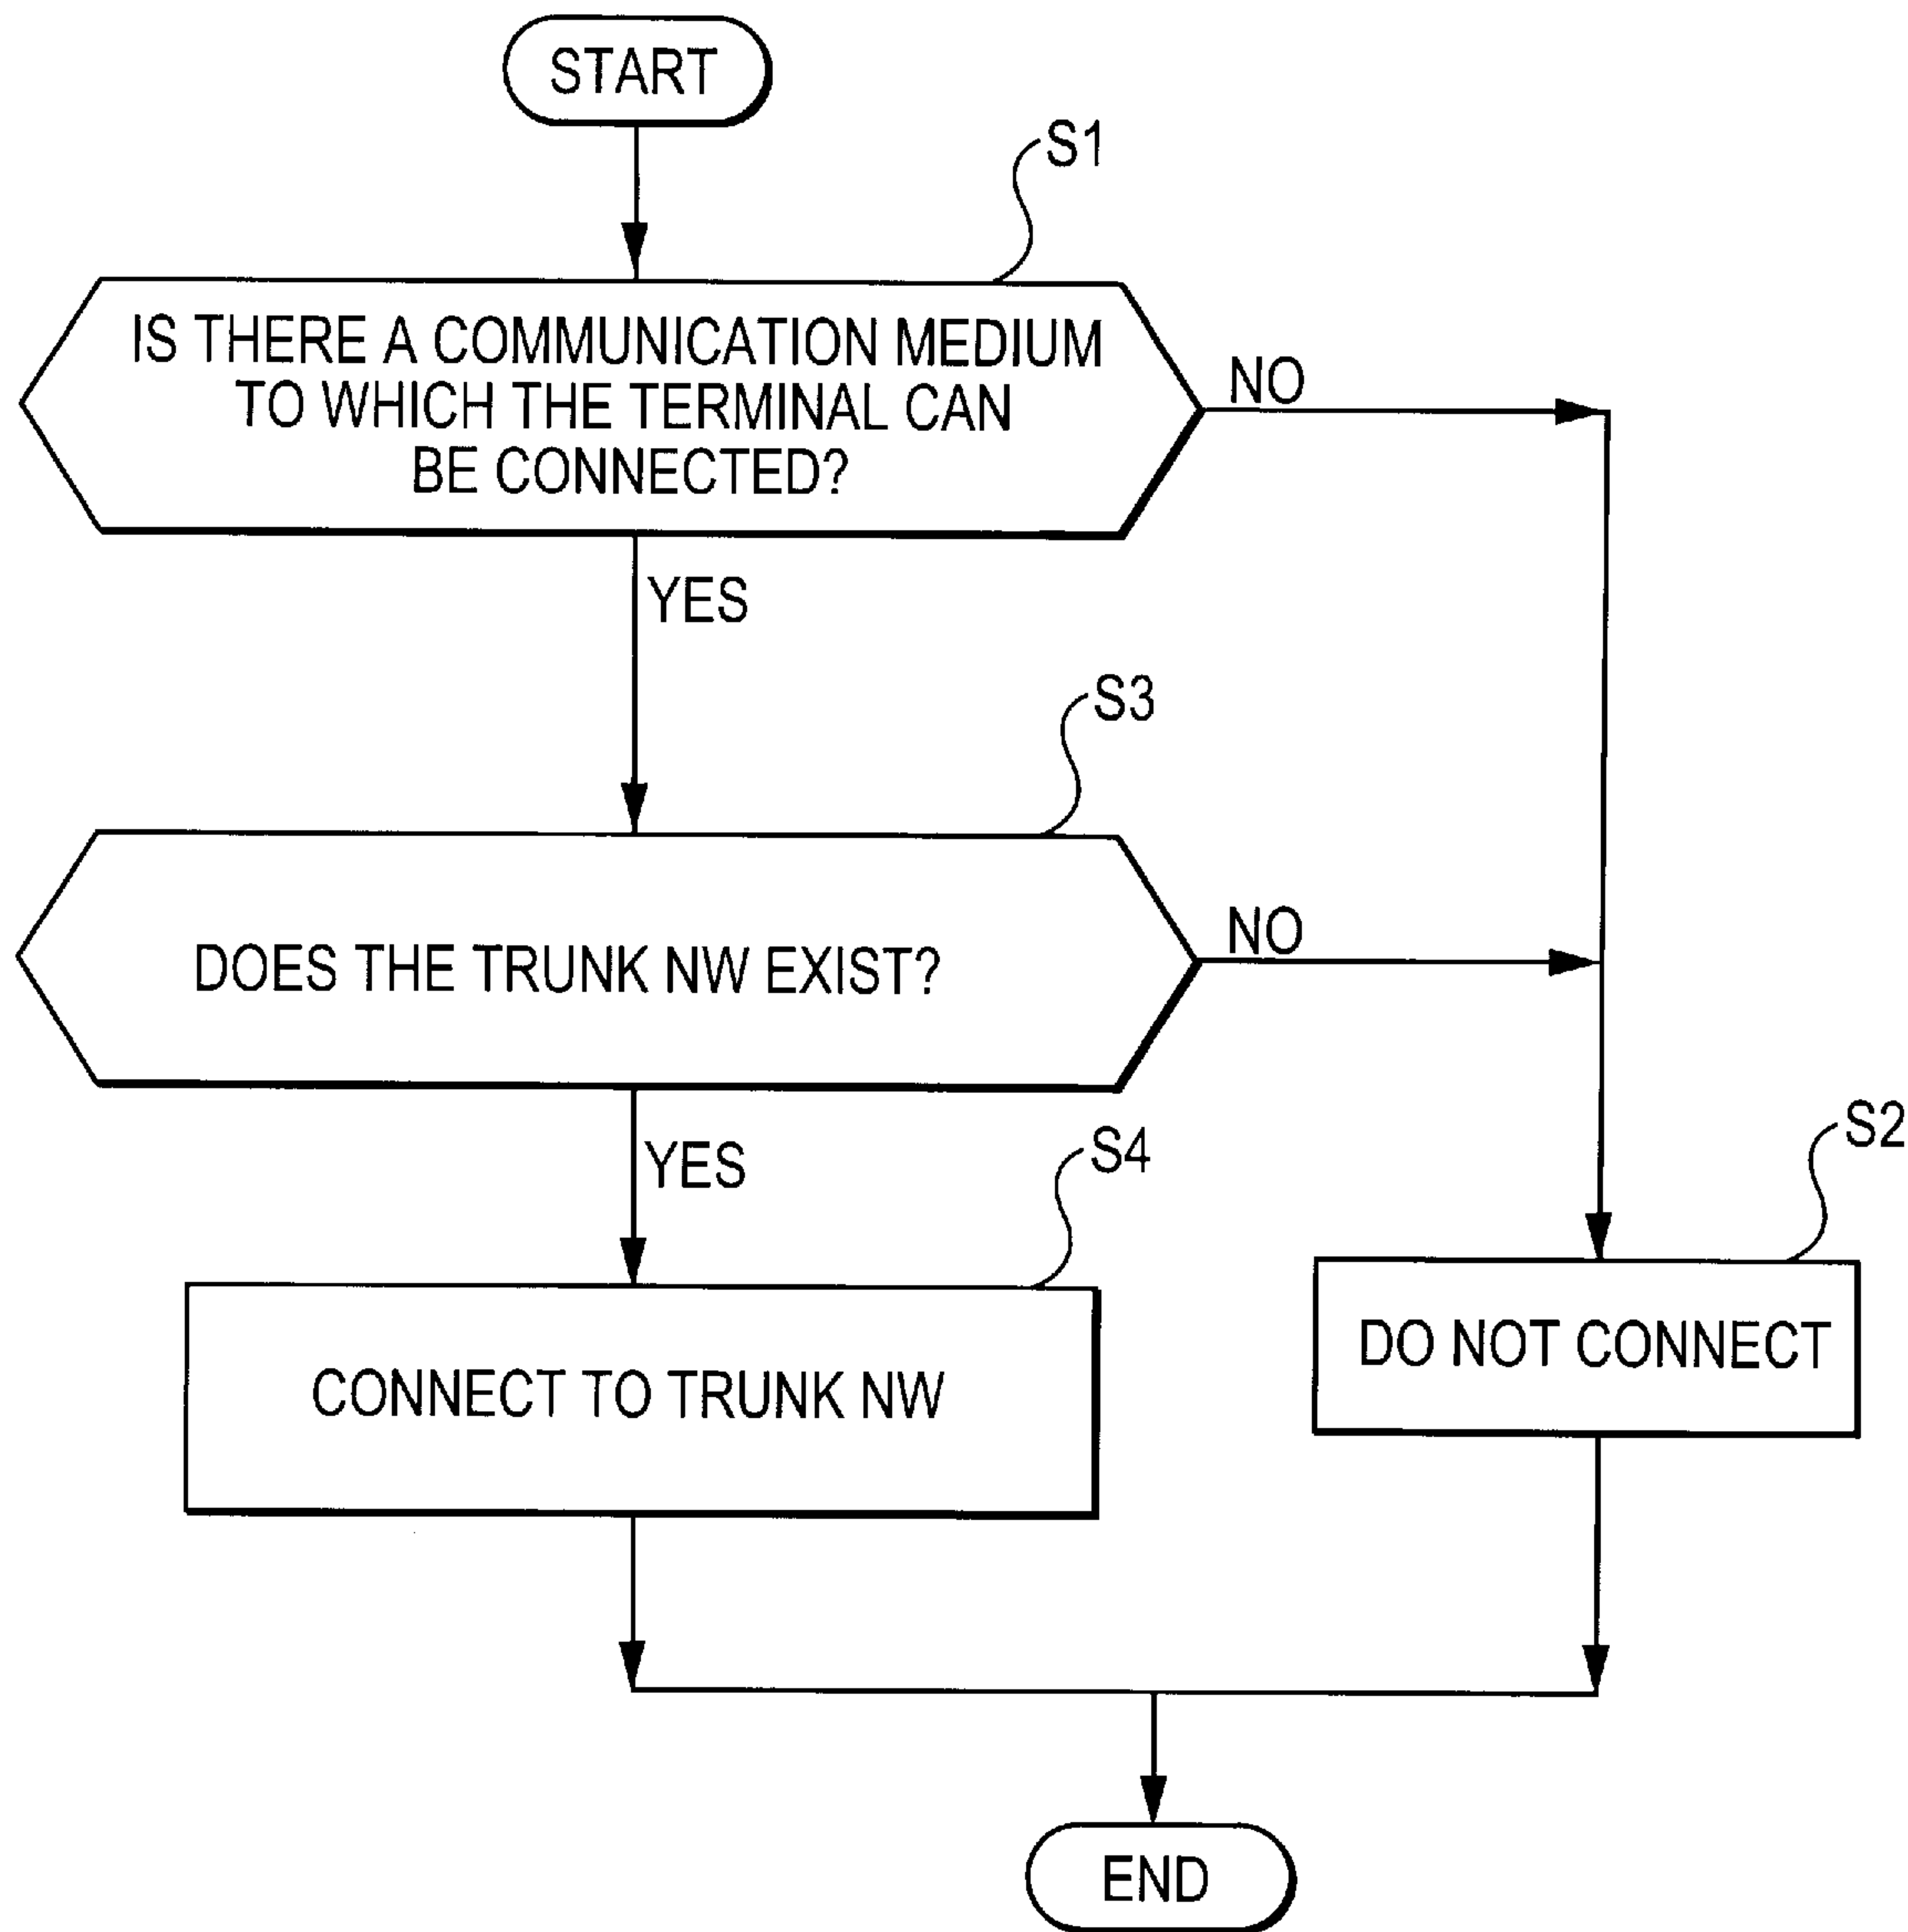 START
S1
IS THERE A COMMUNICATION MEDIUM
TO WHICH THE TERMINAL CAN
BE CONNECTED?
NO
YES
S3
DOES THE TRUNK NW EXIST?
NO
YES
S4
S2
CONNECT TO TRUNK NW
DO NOT CONNECT
END